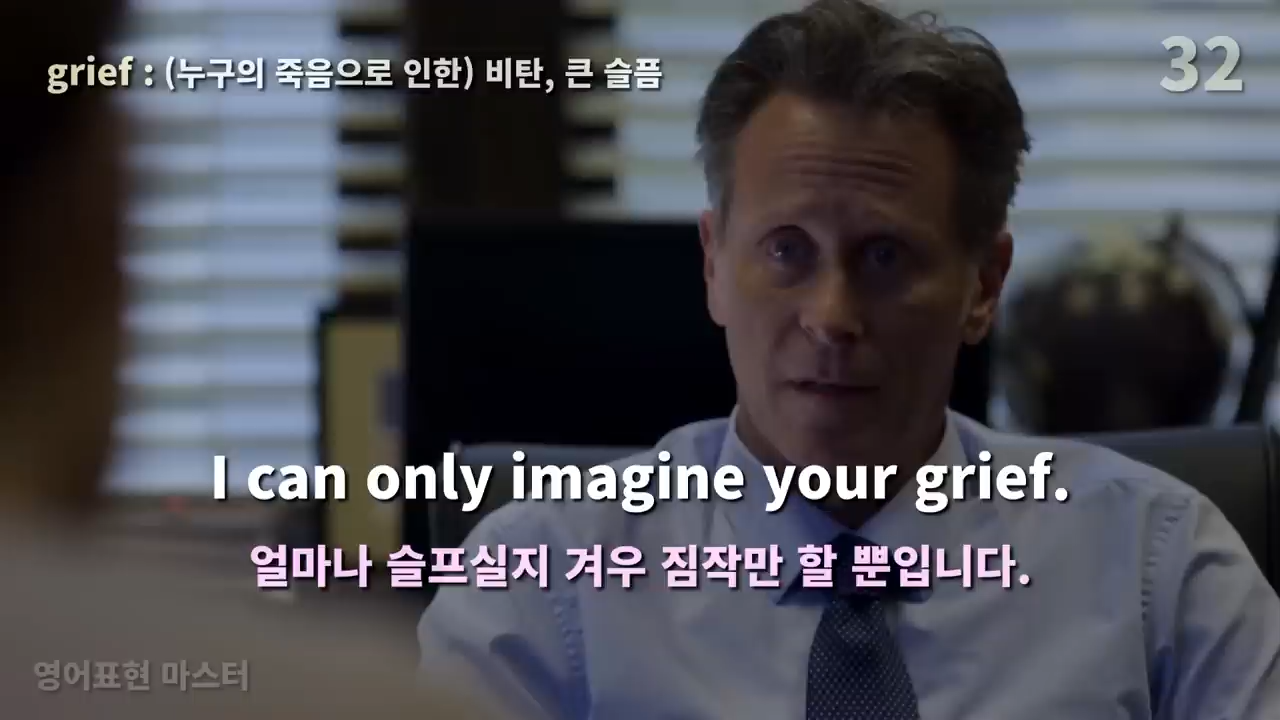 grief : (누구의 죽음으로 인한) 비탄, 큰 슬픔
32
I can only imagine your grief.
얼마나 슬프실지 겨우 짐작만 할 뿐입니다.
영어표현 마스터